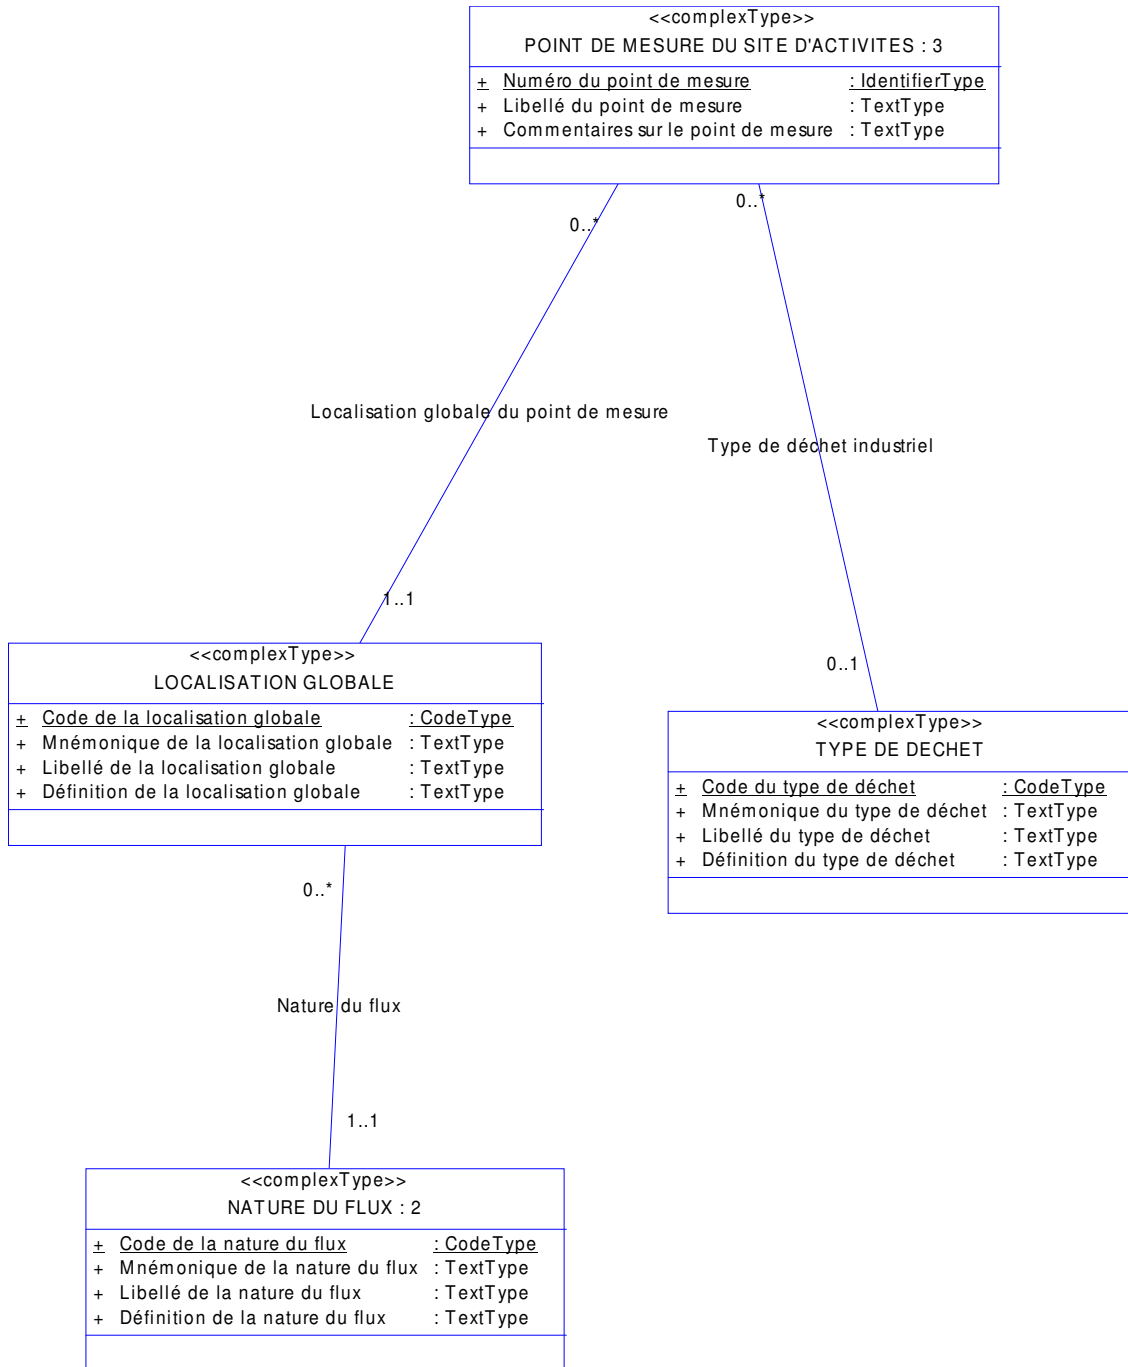 <<complexType>>
POINT DE MESURE DU SITE D'ACTIVITES : 3
+ Numéro du point de mesure : IdentifierType
+ Libellé du point de mesure : TextType
+ Commentaires sur le point de mesure : TextType
0..*
0..*
Localisation globale du point de mesure
Type de déchet industriel
1..1
0..1
<<complexType>>
LOCALISATION GLOBALE
+ Code de la localisation globale : CodeType
+ Mnémonique de la localisation globale : TextType
+ Libellé de la localisation globale : TextType
+ Définition de la localisation globale : TextType
<<complexType>>
TYPE DE DECHET
+ Code du type de déchet : CodeType
+ Mnémonique du type de déchet : TextType
+ Libellé du type de déchet : TextType
+ Définition du type de déchet : TextType
0..*
Nature du flux
1..1
<<complexType>>
NATURE DU FLUX : 2
+ Code de la nature du flux : CodeType
+ Mnémonique de la nature du flux : TextType
+ Libellé de la nature du flux : TextType
+ Définition de la nature du flux : TextType